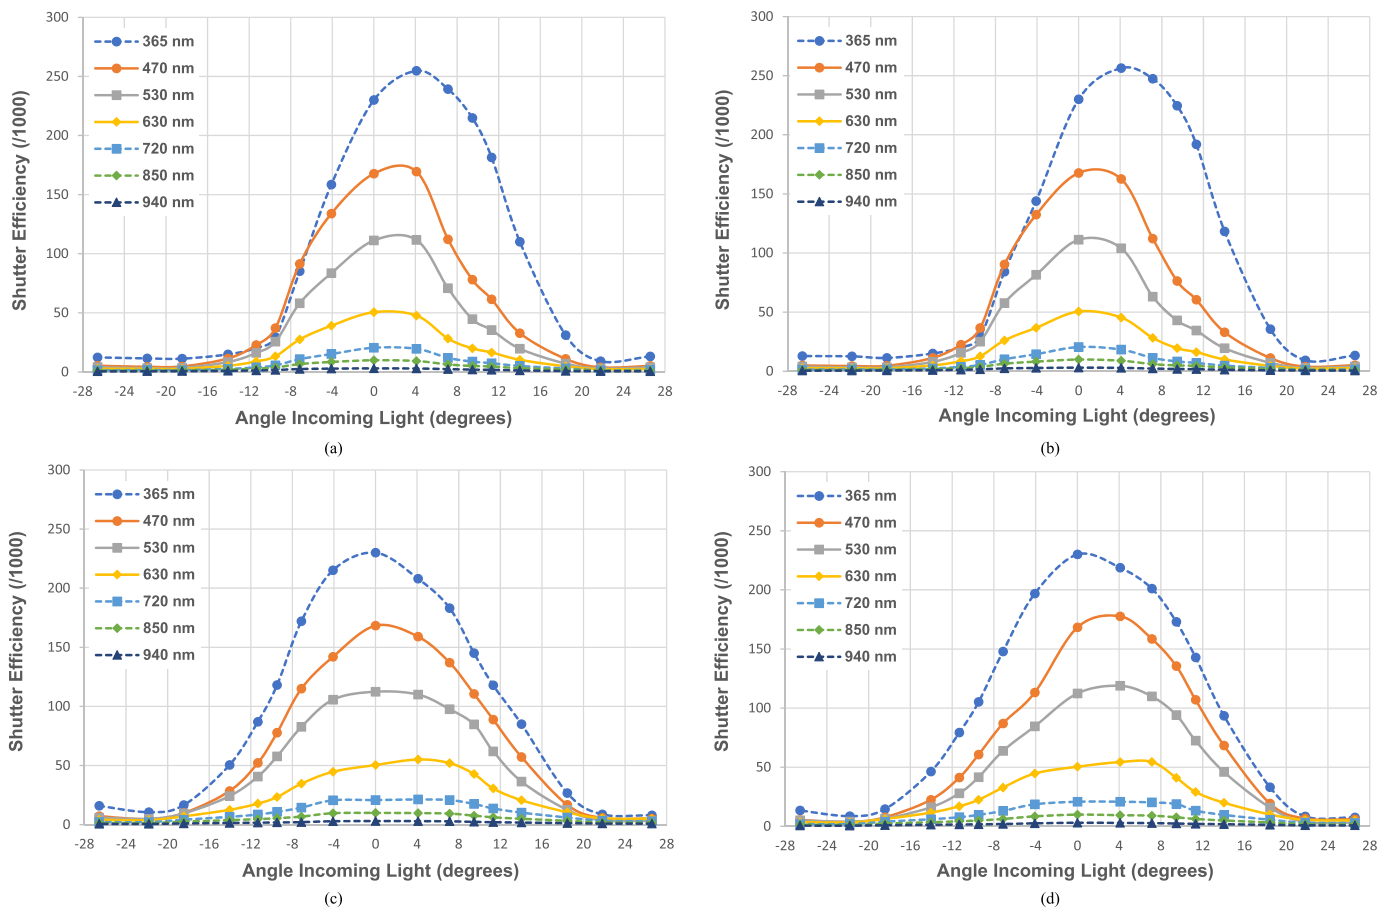 300
250
200
150
100
50
0
Shutter Efficiency (/1000)
365 nm
470 nm
530 nm
630 nm
720 nm
850 nm
940 nm
-28 -24 -20 -16 -12 -8 -4 0 4 8 12 16 20 24 28
Angle Incoming Light (degrees)
(a)
300
250
200
150
100
50
0
Shutter Efficiency (/1000)
365 nm
470 nm
530 nm
630 nm
720 nm
850 nm
940 nm
-28 -24 -20 -16 -12 -8 -4 0 4 8 12 16 20 24 28
Angle Incoming Light (degrees)
(b)
300
250
200
150
100
50
0
Shutter Efficiency (/1000)
365 nm
470 nm
530 nm
630 nm
720 nm
850 nm
940 nm
-28 -24 -20 -16 -12 -8 -4 0 4 8 12 16 20 24 28
Angle Incoming Light (degrees)
(c)
300
250
200
150
100
50
0
Shutter Efficiency (/1000)
365 nm
470 nm
530 nm
630 nm
720 nm
850 nm
940 nm
-28 -24 -20 -16 -12 -8 -4 0 4 8 12 16 20 24 28
Angle Incoming Light (degrees)
(d)